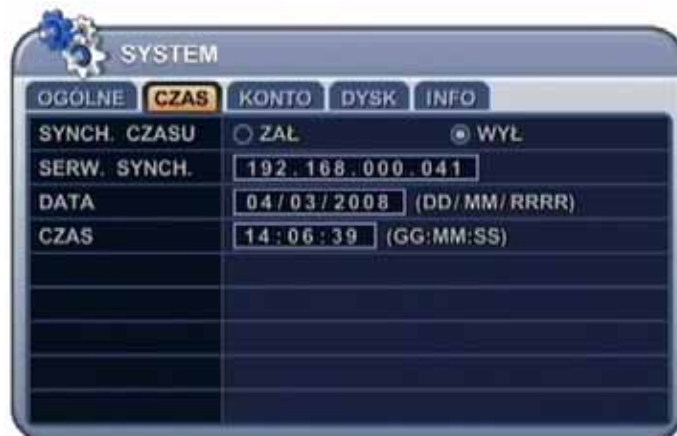 SYSTEM
OGÓLNE CZAS KONTO DYSK INFO
SYNCH. CZASU ZAŁ. WYŁ
SERW. SYNCH. 192.168.000.041
DATA 04/03/2008 (DD/MM/RRRR)
CZAS 14:06:39 (GG:MM:SS)